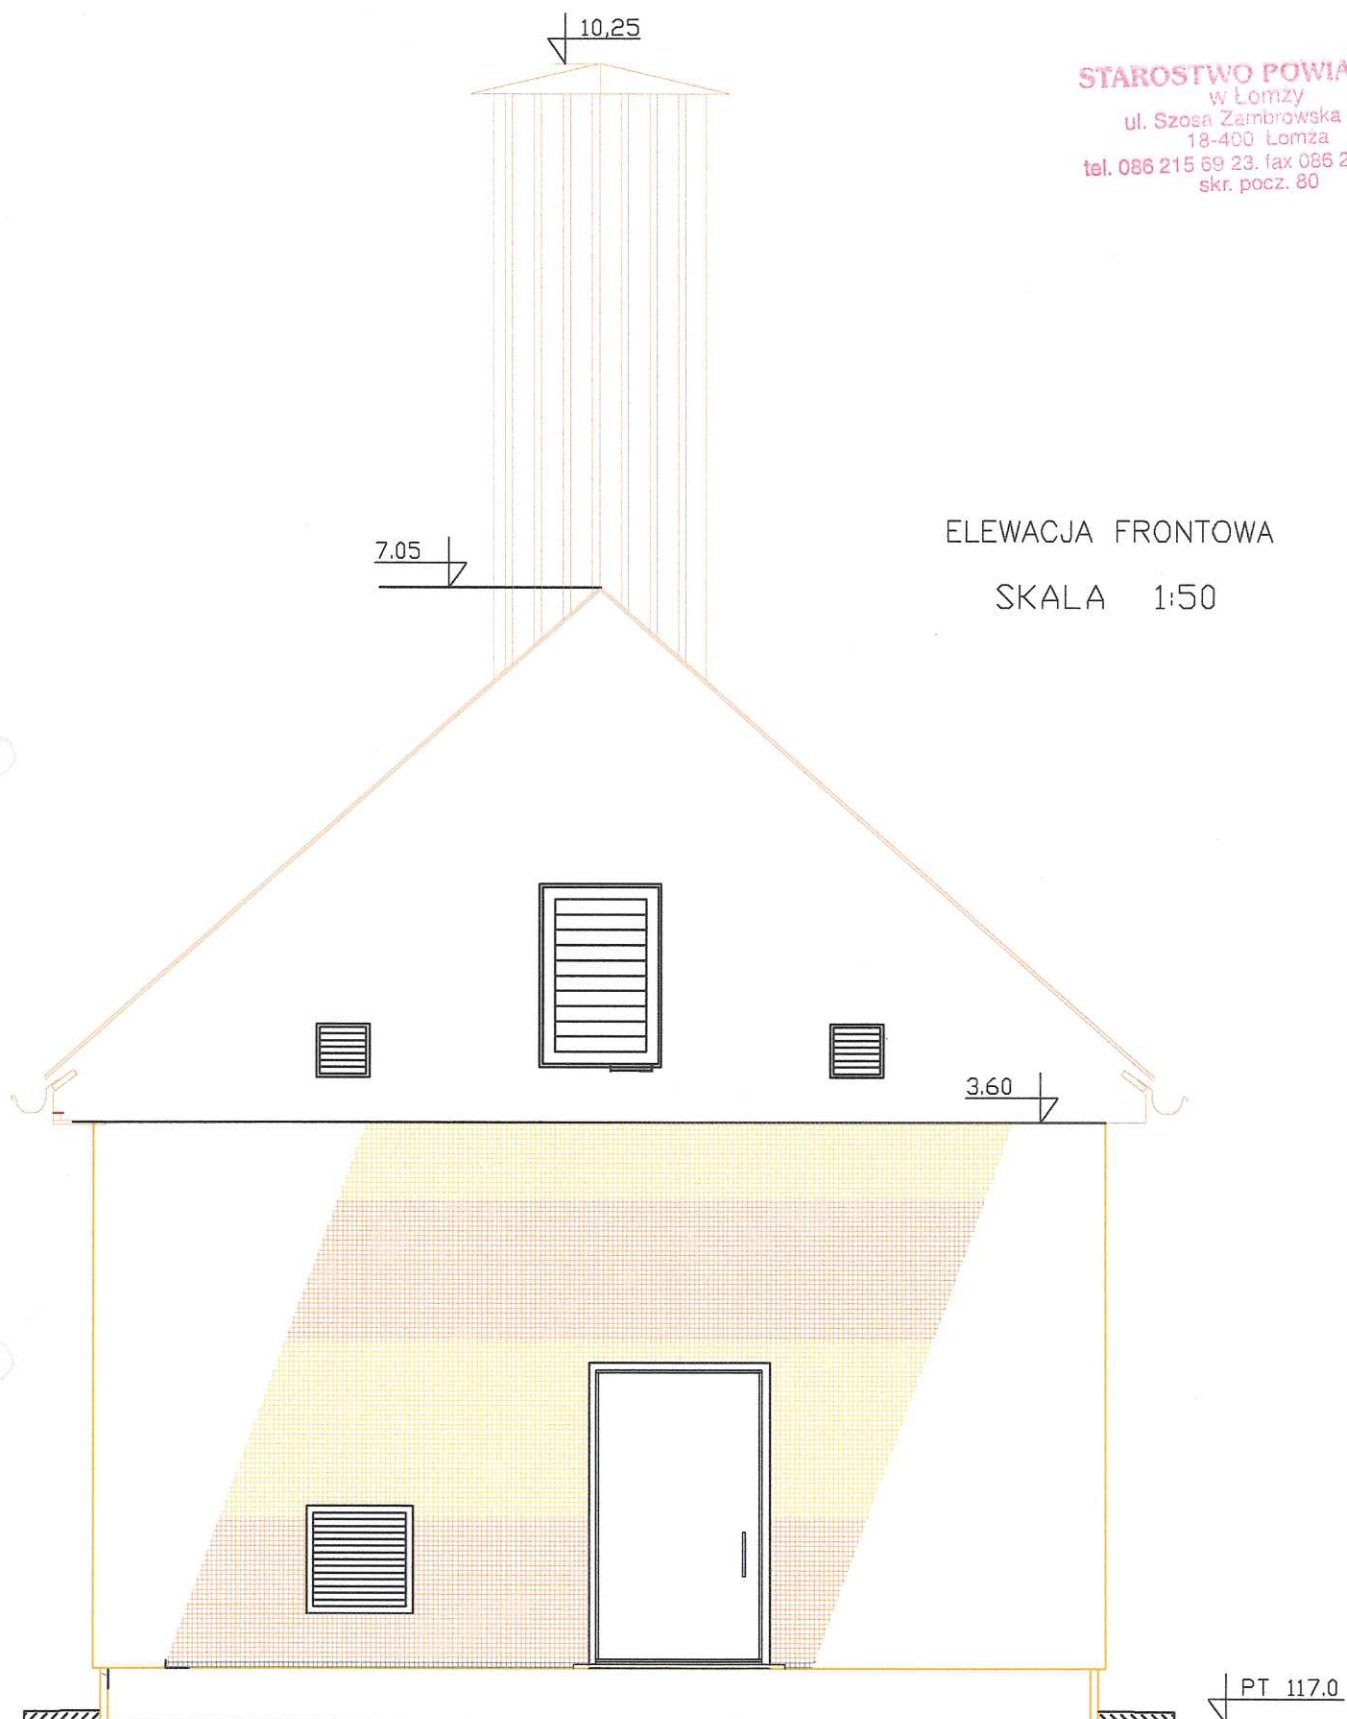 10,25
STAROSTWO POWIA
w Łomży
ul. Szosa Zambrowska
18-400 Łomża
tel. 086 215 69 23. fax 086 2
skr. pocz. 80
7.05
ELEWACJA FRONTOWA
SKALA 1:50
3.60
PT 117.0